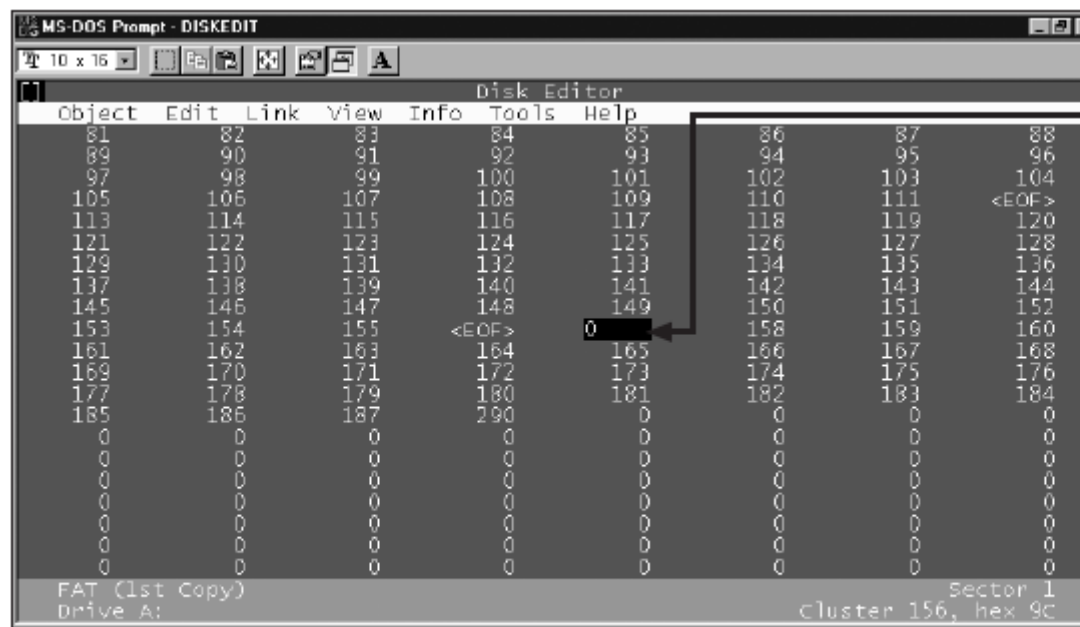 MS-DOS Prompt - DISKEDIT
10 x 16 A
Disk Editor
Object Edit Link View Info Tools Help
81 82 83 84 85 86 87 88
89 90 91 92 93 94 95 96
97 98 99 100 101 102 103 104
105 106 107 108 109 110 111 <EOF>
113 114 115 116 117 118 119 120
121 122 123 124 125 126 127 128
129 130 131 132 133 134 135 136
137 138 139 140 141 142 143 144
145 146 147 148 149 150 151 152
153 154 155 <EOF> 0 158 159 160
161 162 163 164 165 166 167 168
169 170 171 172 173 174 175 176
177 178 179 180 181 182 183 184
185 186 187 290 0 0 0 0
0 0 0 0 0 0 0 0
0 0 0 0 0 0 0 0
0 0 0 0 0 0 0 0
0 0 0 0 0 0 0 0
0 0 0 0 0 0 0 0
0 0 0 0 0 0 0 0
0 0 0 0 0 0 0 0
FAT (1st Copy) Sector 1
Drive A: Cluster 156, hex 9C